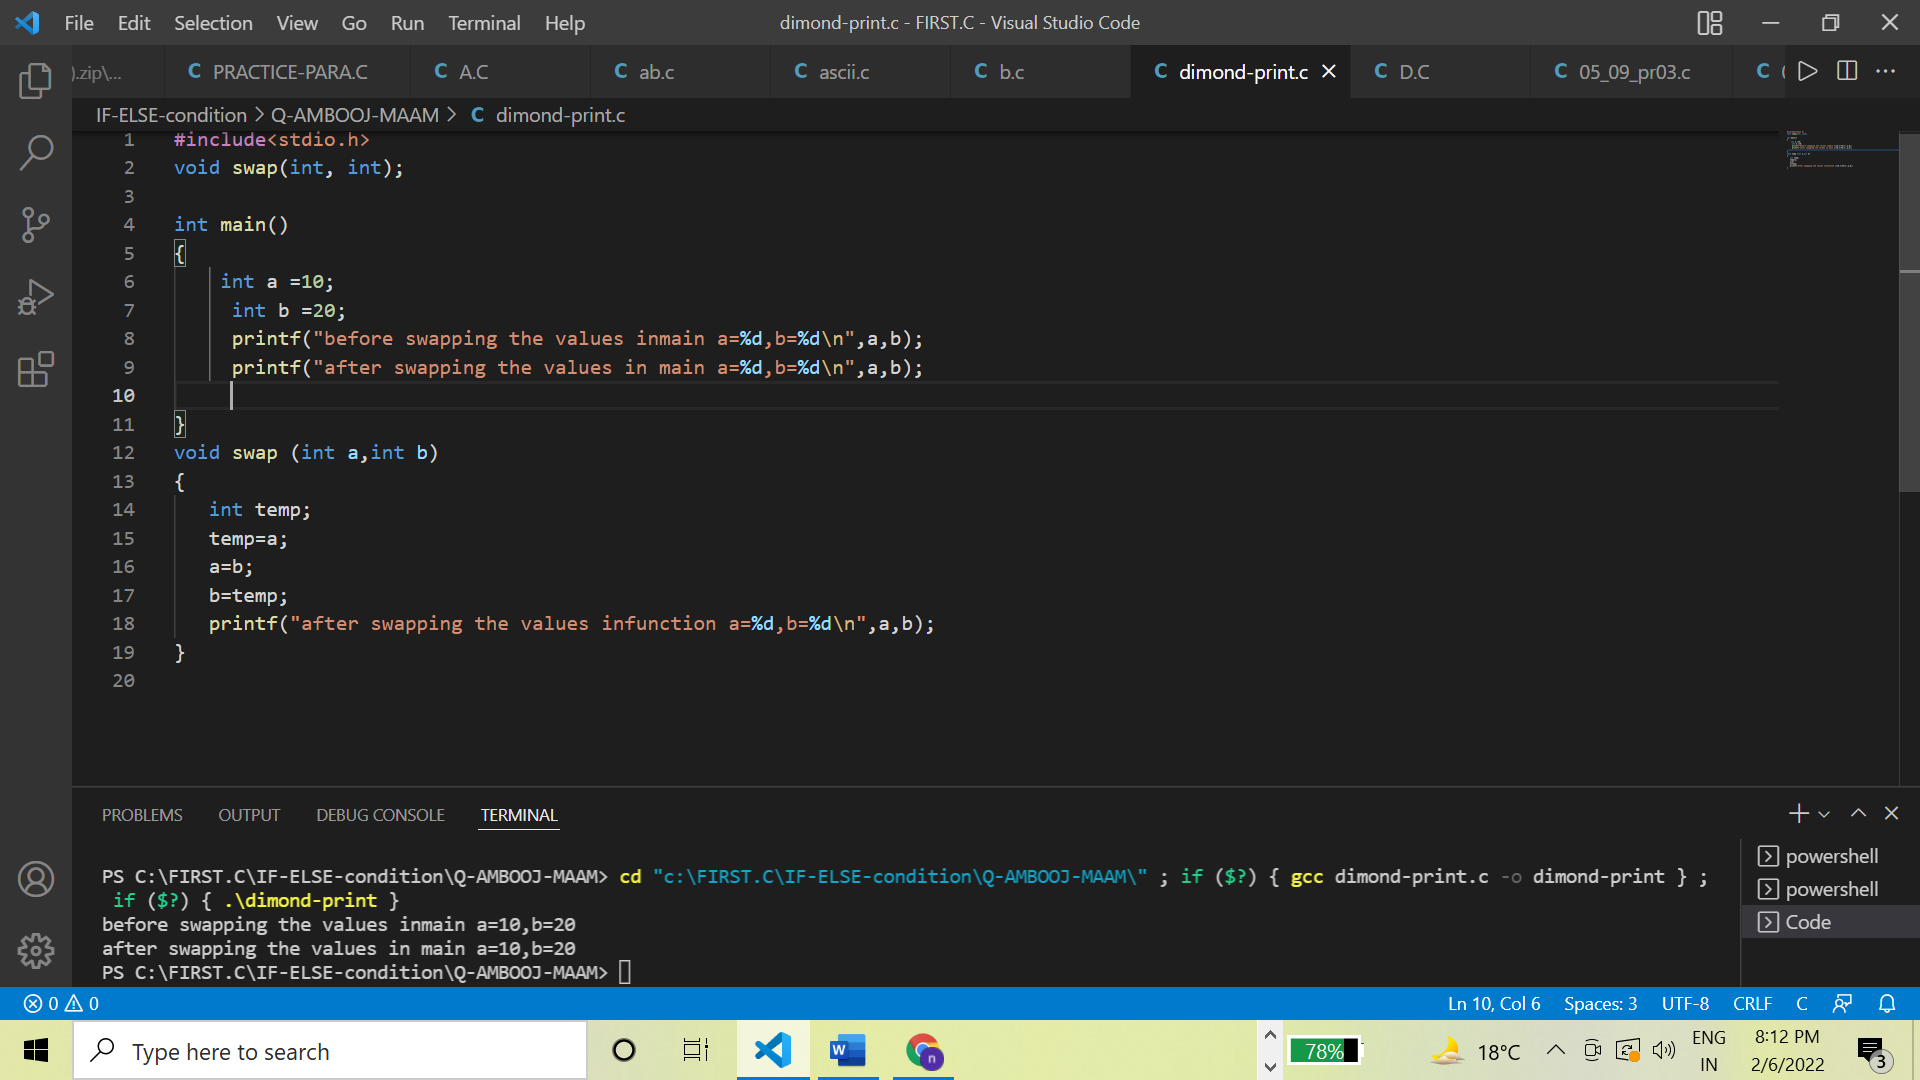 File Edit Selection View Go Run Terminal Help dimond-print.c - FIRST.C - Visual Studio Code
).zip\... C PRACTICE-PARA.C C A.C C ab.c C ascii.c C b.c C dimond-print.c C D.C C 05_09_pr03.c C
IF-ELSE-condition > Q-AMBOOJ-MAAM > C dimond-print.c
1 #include<stdio.h>
2 void swap(int, int);
3
4 int main()
5 {
6 int a =10;
7 int b =20;
8 printf("before swapping the values inmain a=%d,b=%d\n",a,b);
9 printf("after swapping the values in main a=%d,b=%d\n",a,b);
10
11 }
12 void swap (int a,int b)
13 {
14 int temp;
15 temp=a;
16 a=b;
17 b=temp;
18 printf("after swapping the values infunction a=%d,b=%d\n",a,b);
19 }
20
PROBLEMS OUTPUT DEBUG CONSOLE TERMINAL
PS C:\FIRST.C\IF-ELSE-condition\Q-AMBOOJ-MAAM> cd "c:\FIRST.C\IF-ELSE-condition\Q-AMBOOJ-MAAM\" ; if ($?) { gcc dimond-print.c -o dimond-print } ;
if ($?) { .\dimond-print }
before swapping the values inmain a=10,b=20
after swapping the values in main a=10,b=20
PS C:\FIRST.C\IF-ELSE-condition\Q-AMBOOJ-MAAM>
powershell
powershell
Code
0 0 Ln 10, Col 6 Spaces: 3 UTF-8 CRLF C
Type here to search
78%
18°C
ENG
IN
8:12 PM
2/6/2022
3